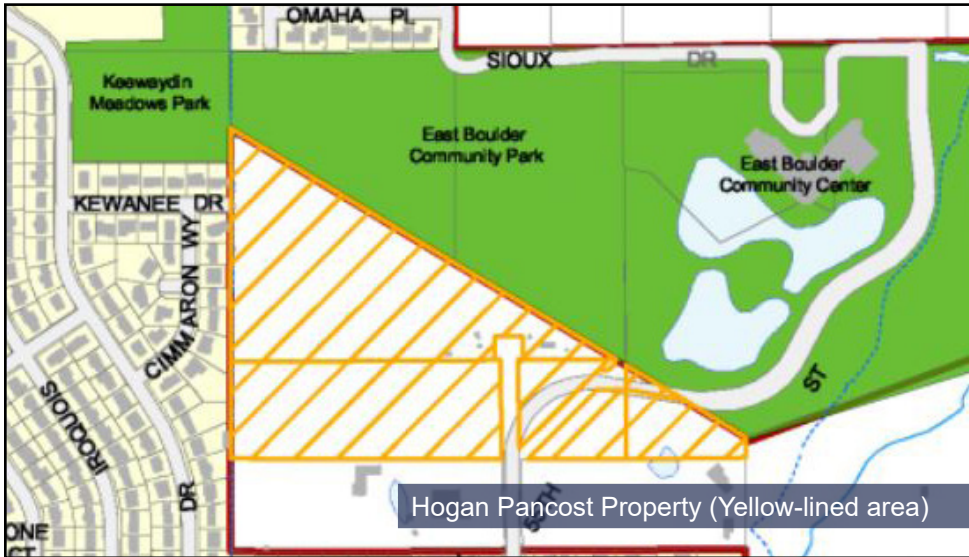 OMAHA PL
SIOUX DR
Keewaydin
Meadows Park
East Boulder
Community Park
East Boulder
Community Center
KEWANEE DR
CIMMARON WY
IROQUOIS
DR
ST
55TH
ONE
CT
Hogan Pancost Property (Yellow-lined area)